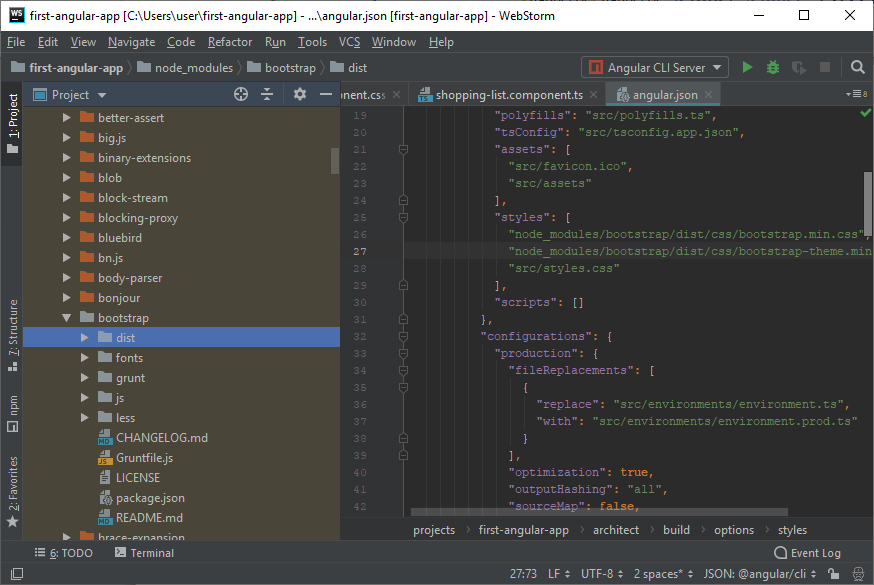 WS
first-angular-app [C:\Users\user\first-angular-app] - ...\angular.json [first-angular-app] - WebStorm
File Edit View Navigate Code Refactor Run Tools VCS Window Help
first-angular-app node_modules bootstrap dist Angular CLI Server
1: Project
7: Structure
npm
2: Favorites
Project
better-assert
big.js
binary-extensions
blob
block-stream
blocking-proxy
bluebird
bn.js
body-parser
bonjour
bootstrap
dist
fonts
grunt
js
less
MD CHANGELOG.md
JS Gruntfile.js
LICENSE
package.json
MD README.md
brace-expansion
onent.css TS shopping-list.component.ts angular.json 8
19 "polyfills": "src/polyfills.ts",
20 "tsConfig": "src/tsconfig.app.json",
21 "assets": [
22 "src/favicon.ico",
23 "src/assets"
24 ],
25 "styles": [
26 "node_modules/bootstrap/dist/css/bootstrap.min.css",
27 "node_modules/bootstrap/dist/css/bootstrap-theme.min
28 "src/styles.css"
29 ],
30 "scripts": []
31 },
32 "configurations": {
33 "production": {
34 "fileReplacements": [
35 {
36 "replace": "src/environments/environment.ts",
37 "with": "src/environments/environment.prod.ts"
38 }
39 ],
40 "optimization": true,
41 "outputHashing": "all",
42 "sourceMap": false,
projects first-angular-app architect build options styles
6: TODO Terminal Event Log
27:73 LF UTF-8 2 spaces* JSON: @angular/cli